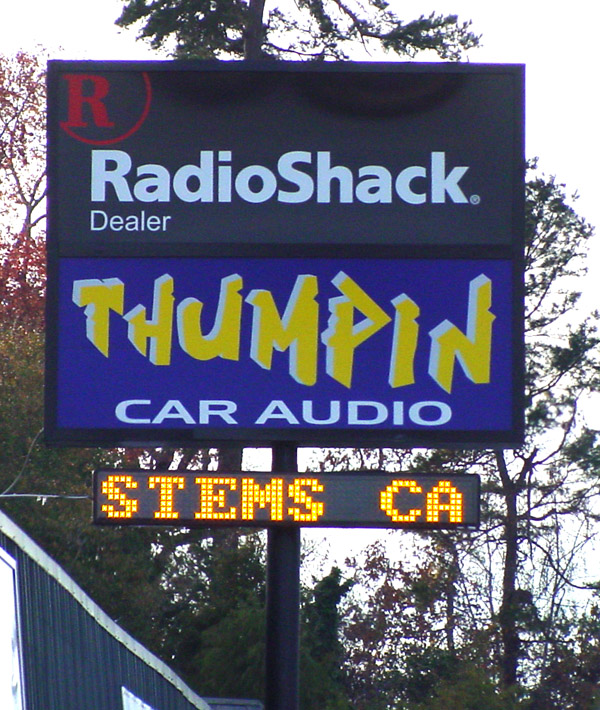 R
RadioShack®
Dealer
THUMPIN
CAR AUDIO
STEMS CA